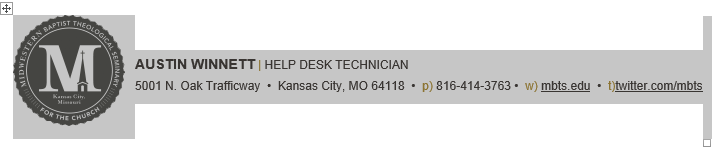 MIDWESTERN BAPTIST THEOLOGICAL SEMINARY
M
Kansas City,
Missouri
FOR THE CHURCH
AUSTIN WINNETT | HELP DESK TECHNICIAN
5001 N. Oak Trafficway • Kansas City, MO 64118 • p) 816-414-3763 • w) mbts.edu • t)twitter.com/mbts